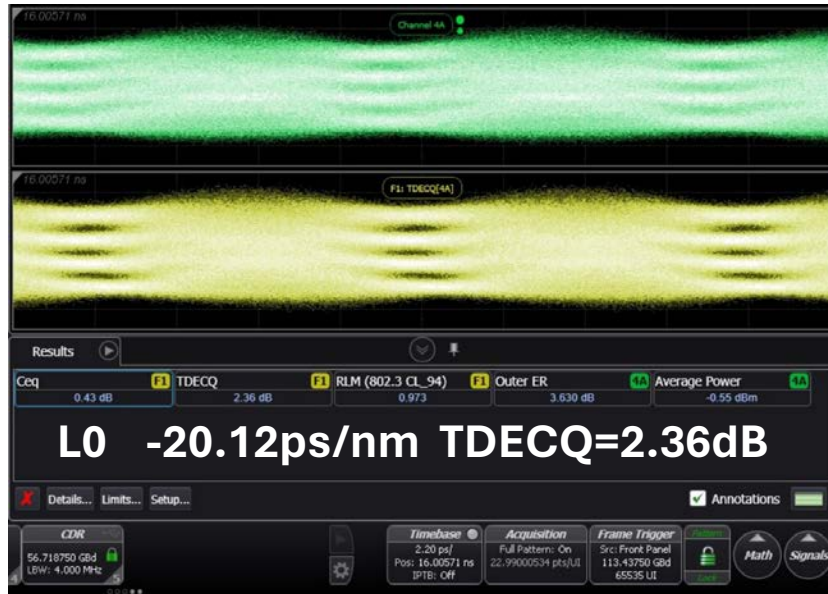 16.00571 ns
Channel 4A
16.00571 ns
F1: TDECQ[4A]
Results
Ceq F1 TDECQ F1 RLM (802.3 CL_94) F1 Outer ER 4A Average Power 4A
0.43 dB 2.36 dB 0.973 3.630 dB -0.55 dBm
L0 -20.12ps/nm TDECQ=2.36dB
Details... Limits... Setup... Annotations
CDR Timebase Acquisition Frame Trigger Pattern
56.718750 GBd 2.20 ps/ Full Pattern: On Src: Front Panel Math Signals
LBW: 4.000 MHz Pos: 16.00571 ns 22.99000534 pts/UI 113.43750 GBd
4 5 IPTB: Off 65535 UI Lock